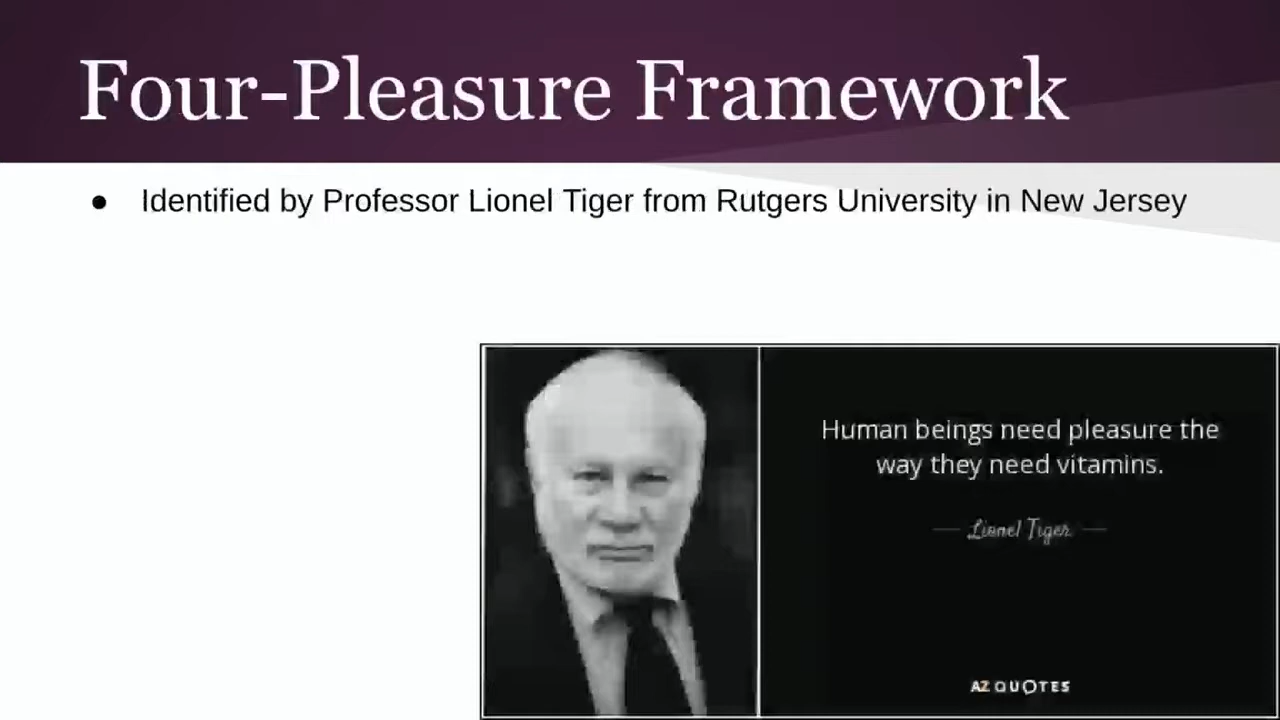 Four-Pleasure Framework
● Identified by Professor Lionel Tiger from Rutgers University in New Jersey
Human beings need pleasure the
way they need vitamins.
— Lionel Tiger —
AZ QUOTES